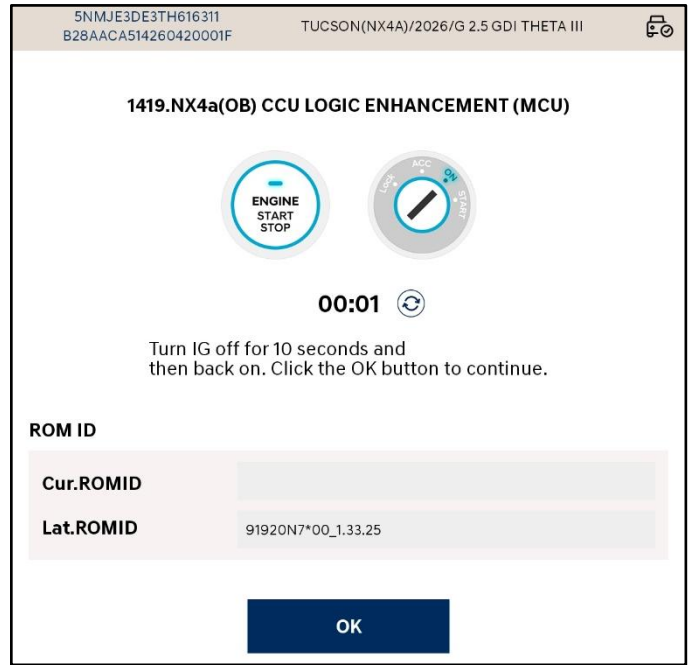 5NMJE3DE3TH616311
B28AACA514260420001F
TUCSON(NX4A)/2026/G 2.5 GDI THETA III
1419.NX4a(OB) CCU LOGIC ENHANCEMENT (MCU)
ENGINE
START
STOP
Lock
ACC
ON
START
00:01
Turn IG off for 10 seconds and
then back on. Click the OK button to continue.
ROM ID
Cur.ROMID
Lat.ROMID
91920N7*00_1.33.25
OK